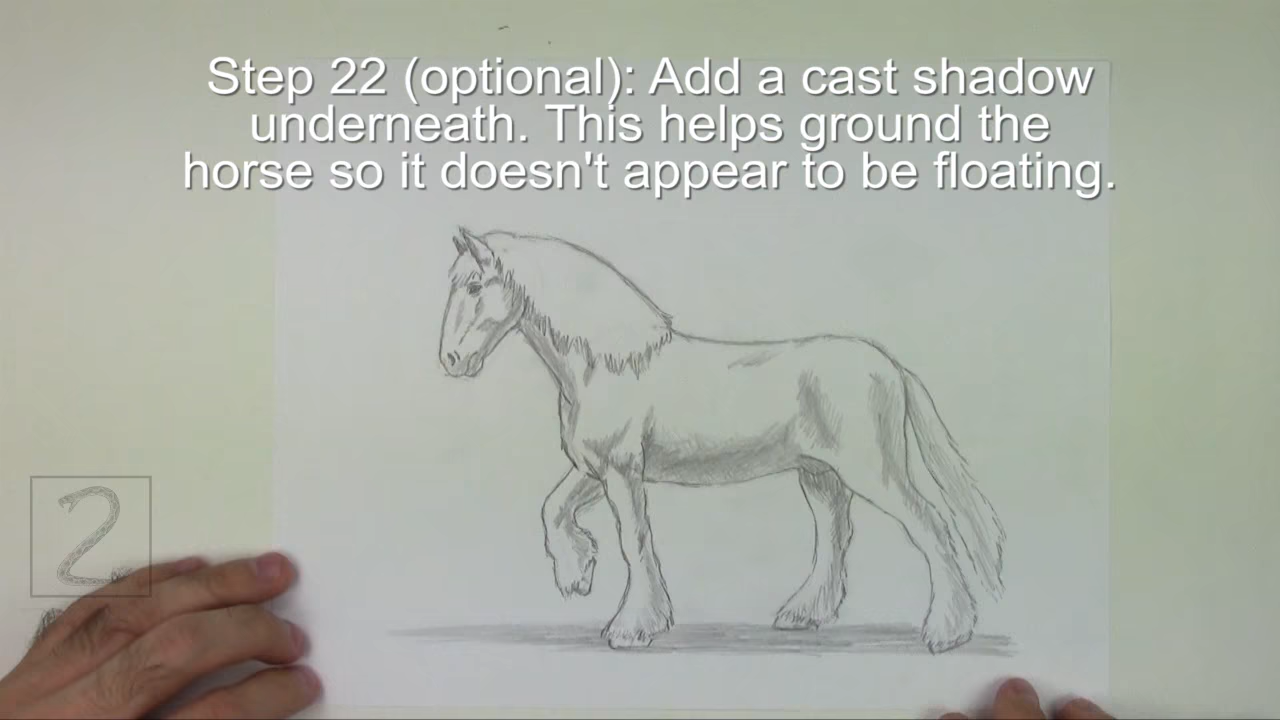 Step 22 (optional): Add a cast shadow
underneath. This helps ground the
horse so it doesn't appear to be floating.
2